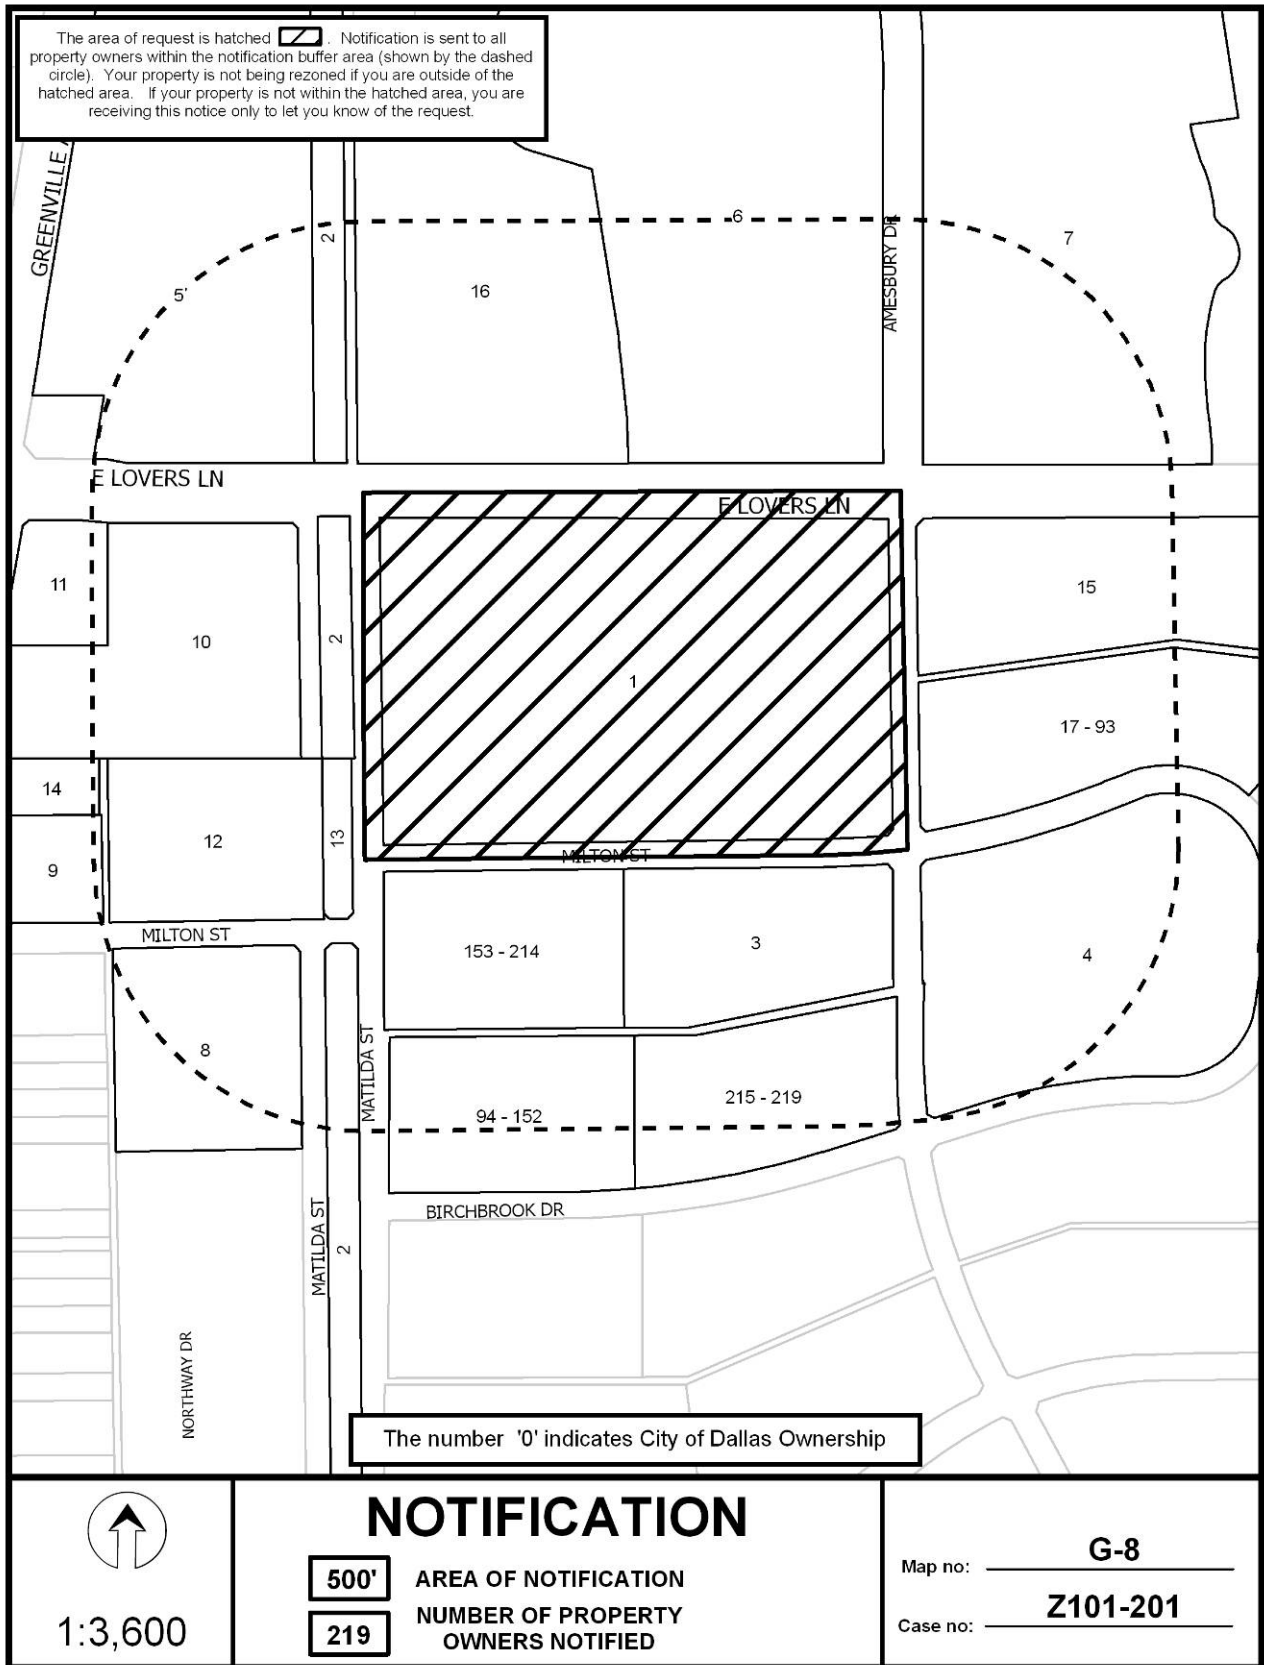 The area of request is hatched . Notification is sent to all
property owners within the notification buffer area (shown by the dashed
circle). Your property is not being rezoned if you are outside of the
hatched area. If your property is not within the hatched area, you are
receiving this notice only to let you know of the request.
GREENVILLE
2
5
16
6
AMESBURY DR
7
E LOVERS LN
E LOVERS LN
11
10
2
1
15
17 - 93
14
12
13
9
MILTON ST
MILTON ST
153 - 214
3
4
8
MATILDA ST
94 - 152
215 - 219
BIRCHBROOK DR
MATILDA ST
2
NORTHWAY DR
The number '0' indicates City of Dallas Ownership
1:3,600
NOTIFICATION
500' AREA OF NOTIFICATION
219 NUMBER OF PROPERTY
OWNERS NOTIFIED
Map no: G-8
Case no: Z101-201